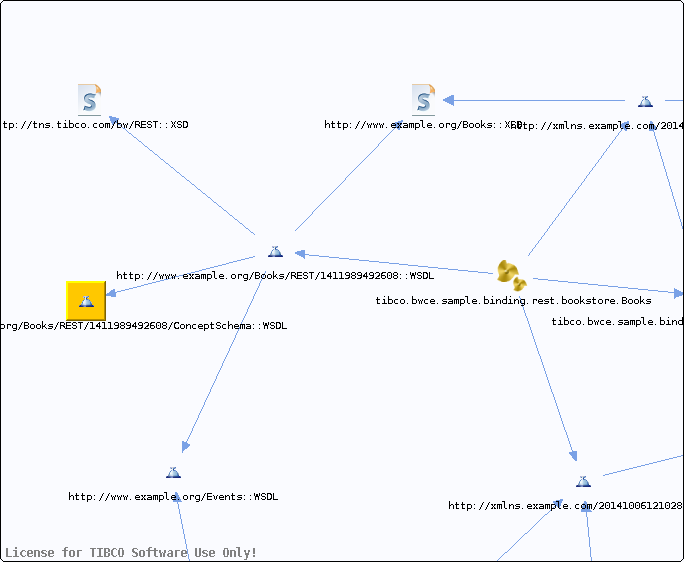 tp://tns.tibco.com/bw/REST::XSD
http://www.example.org/Books::XSD
http://xmlns.example.com/2014
http://www.example.org/Books/REST/1411989492608::WSDL
tibco.bwce.sample.binding.rest.bookstore.Books
org/Books/REST/1411989492608/ConceptSchema::WSDL
tibco.bwce.sample.bind
http://www.example.org/Events::WSDL
http://xmlns.example.com/20141006121028
License for TIBCO Software Use Only!